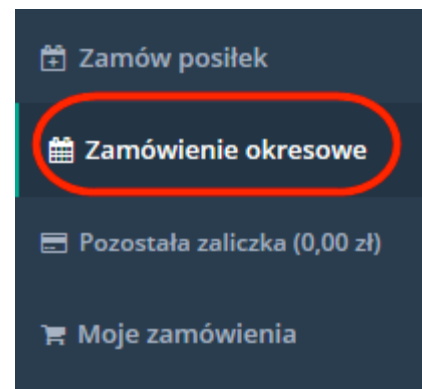 Zamów posiłek
Zamówienie okresowe
Pozostała zaliczka (0,00 zł)
Moje zamówienia